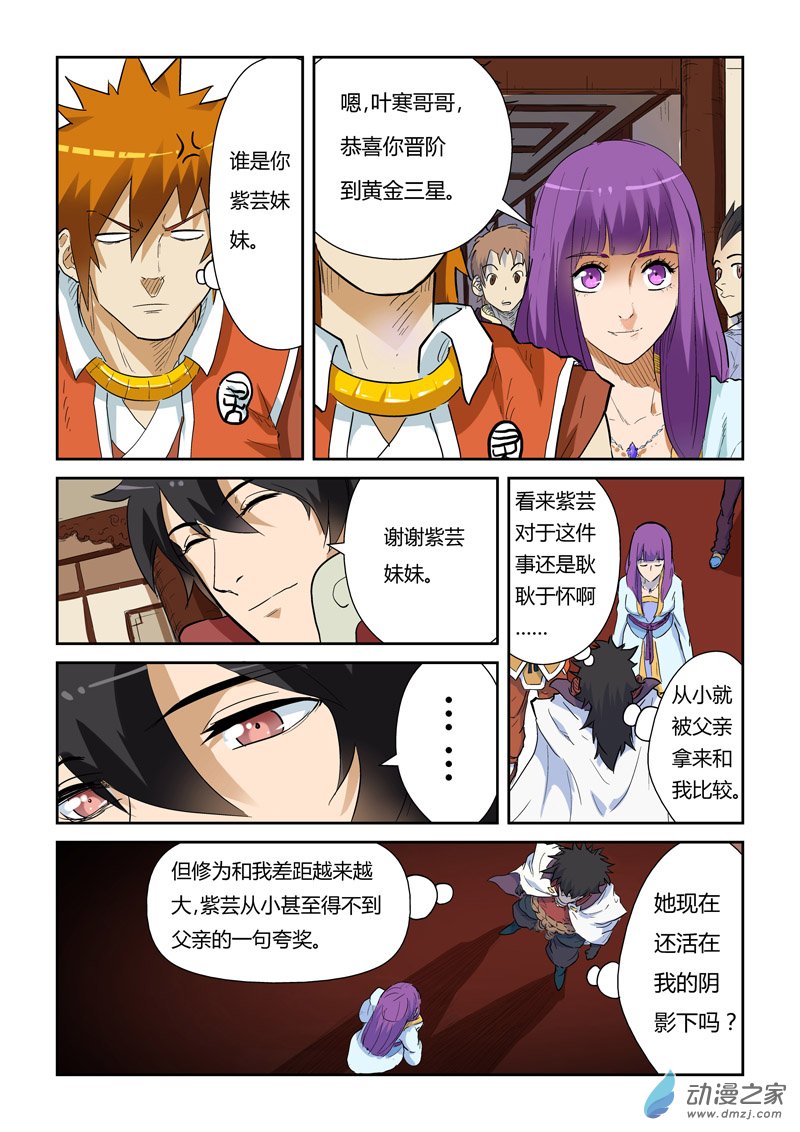 谁是你
紫芸妹
妹。
嗯,叶寒哥哥,
恭喜你晋阶
到黄金三星。
谢谢紫芸
妹妹。
看来紫芸
对于这件
事还是耿
耿于怀啊
……
从小就
被父亲
拿来和
我比较。
····
但修为和我差距越来越
大,紫芸从小甚至得不到
父亲的一句夸奖。
她现在
还活在
我的阴
影下吗？
动漫之家
www.dmzj.com